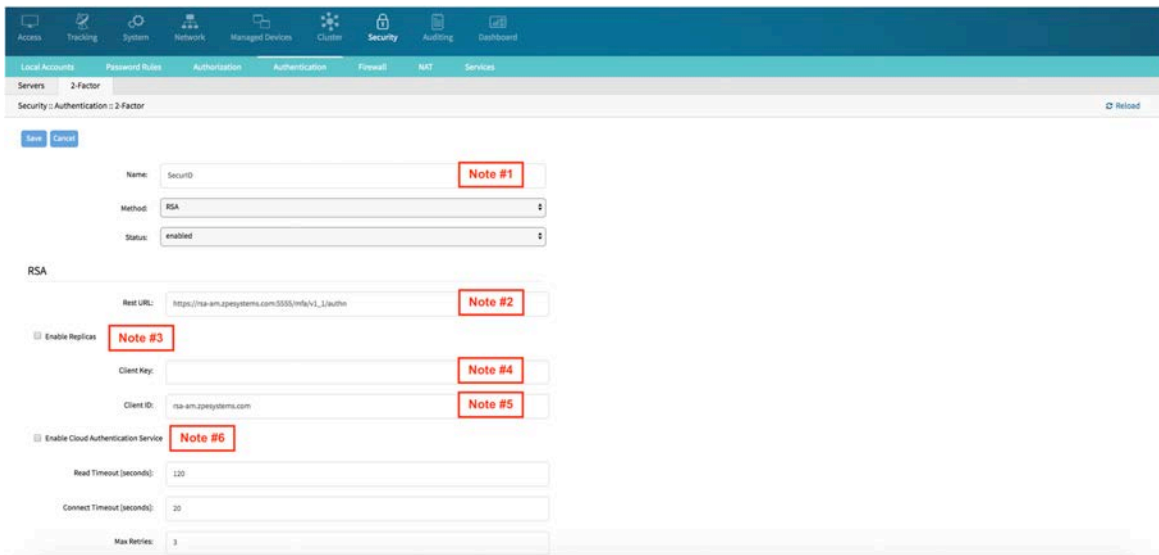 Access Tracking System Network Managed Devices Cluster Security Auditing Dashboard
Local Accounts Password Rules Authorization Authentication Firewall NAT Services
Servers 2-Factor
Security :: Authentication :: 2-Factor Reload
Save Cancel
Name: SecurID Note #1
Method: RSA
Status: enabled
RSA
Rest URL: https://rsa-am.zpesystems.com:5555/mfa/v1_1/authn Note #2
Enable Replicas Note #3
Client Key: Note #4
Client ID: rsa-am.zpesystems.com Note #5
Enable Cloud Authentication Service Note #6
Read Timeout [seconds]: 120
Connect Timeout [seconds]: 20
Max Retries: 3